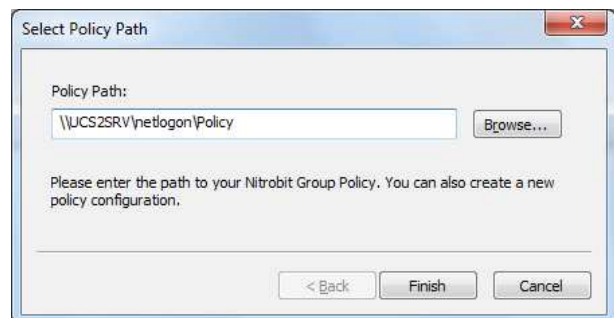 Select Policy Path
Policy Path:
\\UCS2SRV\netlogon\Policy
Browse...
Please enter the path to your Nitrobit Group Policy. You can also create a new
policy configuration.
< Back Finish Cancel